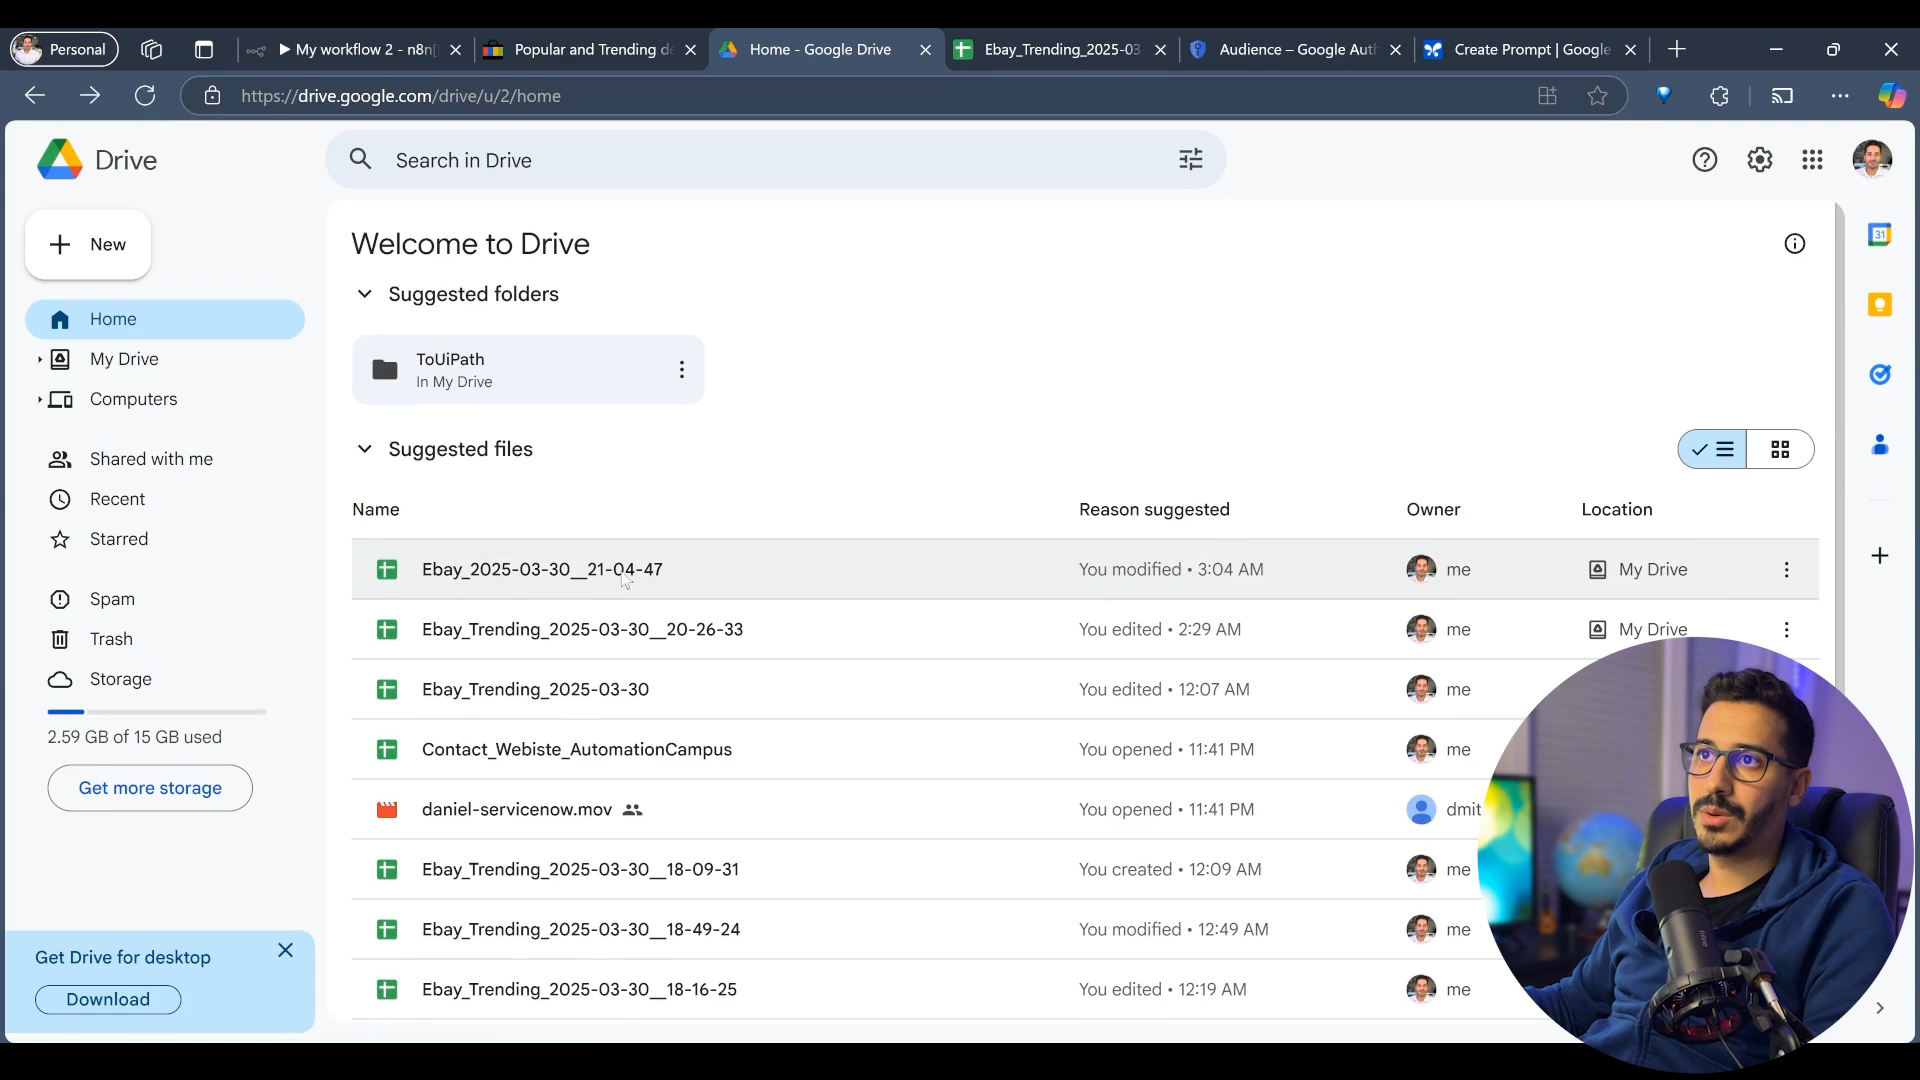 Personal
My workflow 2 - n8n[
Popular and Trending de
Home - Google Drive
Ebay_Trending_2025-03
Audience – Google Auth
Create Prompt | Google
https://drive.google.com/drive/u/2/home
Drive
Search in Drive
New
Welcome to Drive
Suggested folders
Home
ToUiPath
In My Drive
My Drive
Computers
Suggested files
Shared with me
Recent
Starred
Name
Reason suggested
Owner
Location
Ebay_2025-03-30__21-04-47
You modified • 3:04 AM
me
My Drive
Ebay_Trending_2025-03-30__20-26-33
You edited • 2:29 AM
me
My Drive
Spam
Trash
Storage
2.59 GB of 15 GB used
Get more storage
Ebay_Trending_2025-03-30
You edited • 12:07 AM
me
Contact_Webiste_AutomationCampus
You opened • 11:41 PM
me
daniel-servicenow.mov
You opened • 11:41 PM
dmit
Ebay_Trending_2025-03-30__18-09-31
You created • 12:09 AM
me
Ebay_Trending_2025-03-30__18-49-24
You modified • 12:49 AM
me
Ebay_Trending_2025-03-30__18-16-25
You edited • 12:19 AM
me
Get Drive for desktop
Download
31